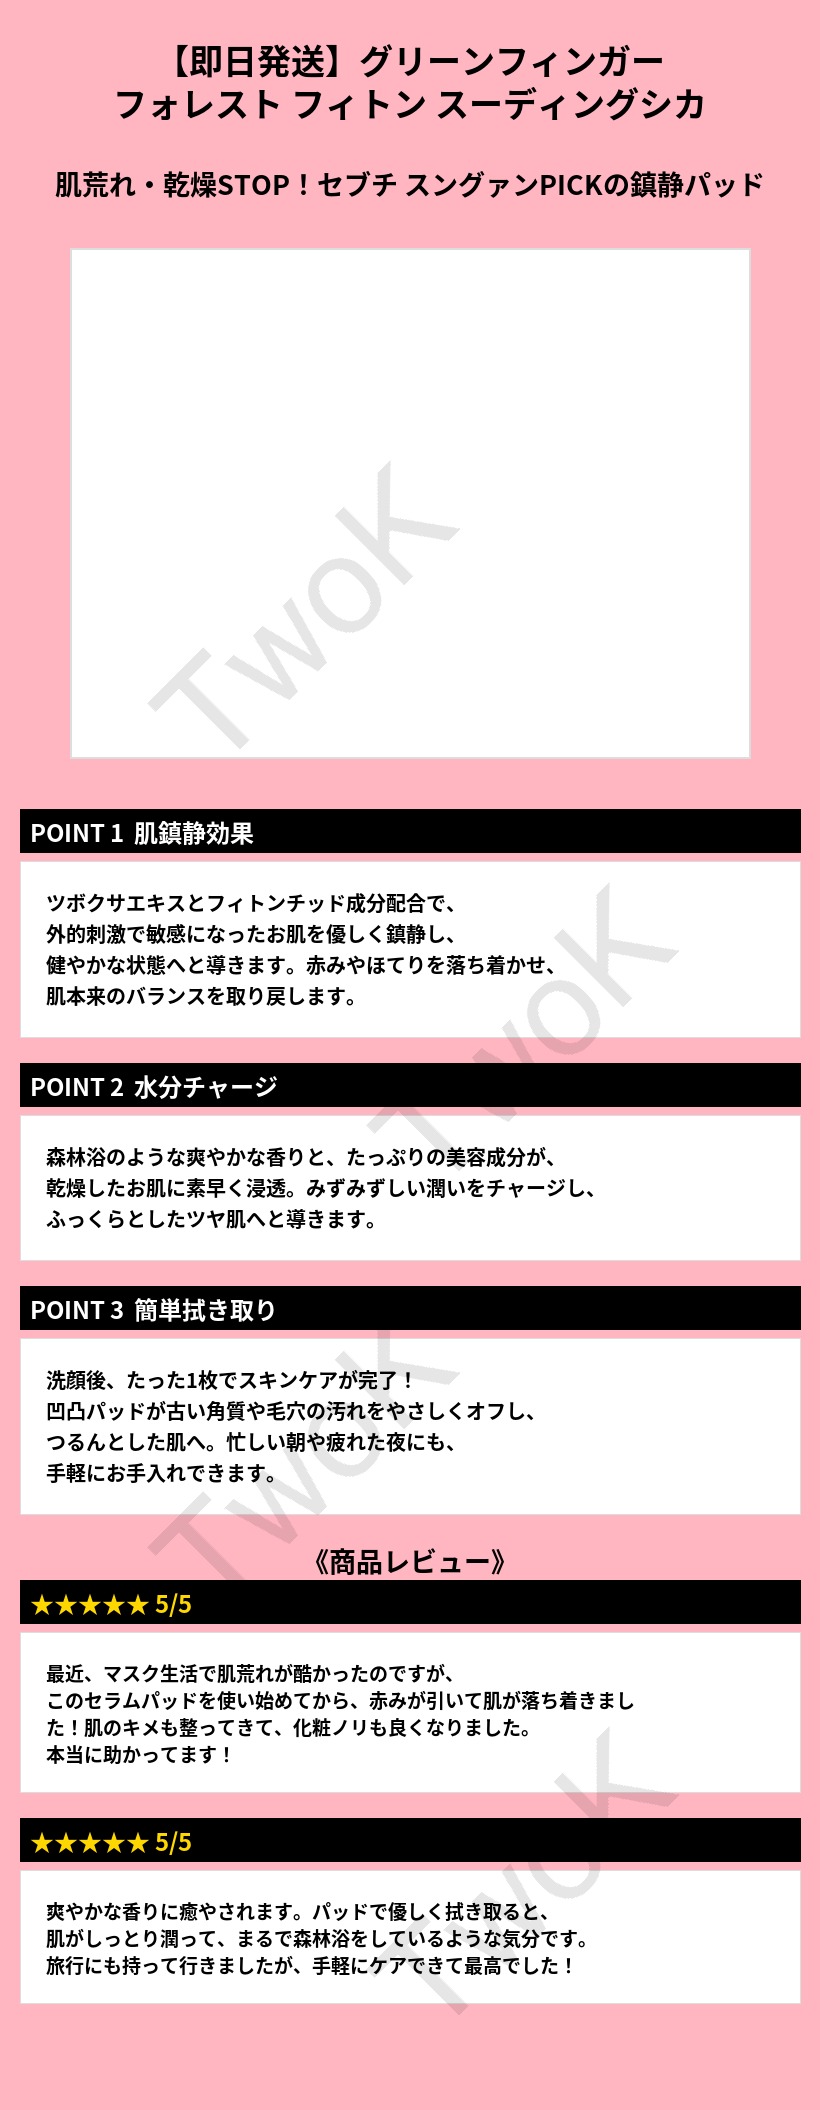 【即日発送】グリーンフィンガー
フォレスト フィトン スーディングシカ
肌荒れ・乾燥STOP！セブチ スングァンPICKの鎮静パッド
TwoK
POINT 1 肌鎮静効果
ツボクサエキスとフィトンチッド成分配合で、
外的刺激で敏感になったお肌を優しく鎮静し、
健やかな状態へと導きます。赤みやほてりを落ち着かせ、
肌本来のバランスを取り戻します。
TwoK
POINT 2 水分チャージ
森林浴のような爽やかな香りと、たっぷりの美容成分が、
乾燥したお肌に素早く浸透。みずみずしい潤いをチャージし、
ふっくらとしたツヤ肌へと導きます。
POINT 3 簡単拭き取り
洗顔後、たった1枚でスキンケアが完了！
凹凸パッドが古い角質や毛穴の汚れをやさしくオフし、
つるんとした肌へ。忙しい朝や疲れた夜にも、
手軽にお手入れできます。
TwoK
《商品レビュー》
★★★★★ 5/5
最近、マスク生活で肌荒れが酷かったのですが、
このセラムパッドを使い始めてから、赤みが引いて肌が落ち着きまし
た！肌のキメも整ってきて、化粧ノリも良くなりました。
本当に助かってます！
★★★★★ 5/5
爽やかな香りに癒やされます。パッドで優しく拭き取ると、
肌がしっとり潤って、まるで森林浴をしているような気分です。
旅行にも持って行きましたが、手軽にケアできて最高でした！
TwoK